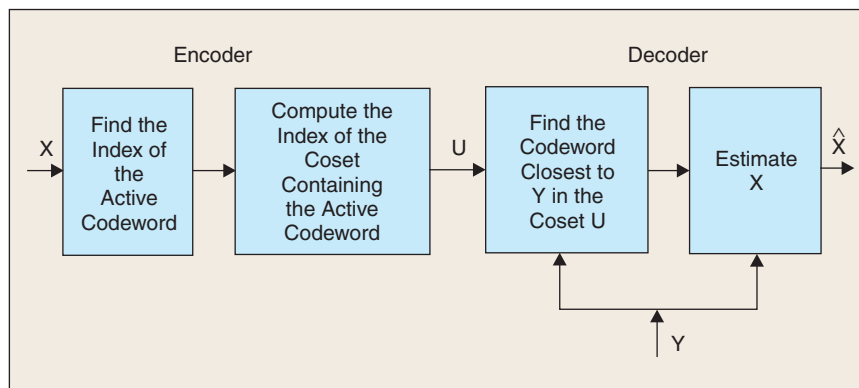 Encoder
Decoder
X
Find the
Index of
the
Active
Codeword
Compute the
Index of the
Coset
Containing
the Active
Codeword
U
Find the
Codeword
Closest to
Y in the
Coset U
Estimate
X
X̂
Y